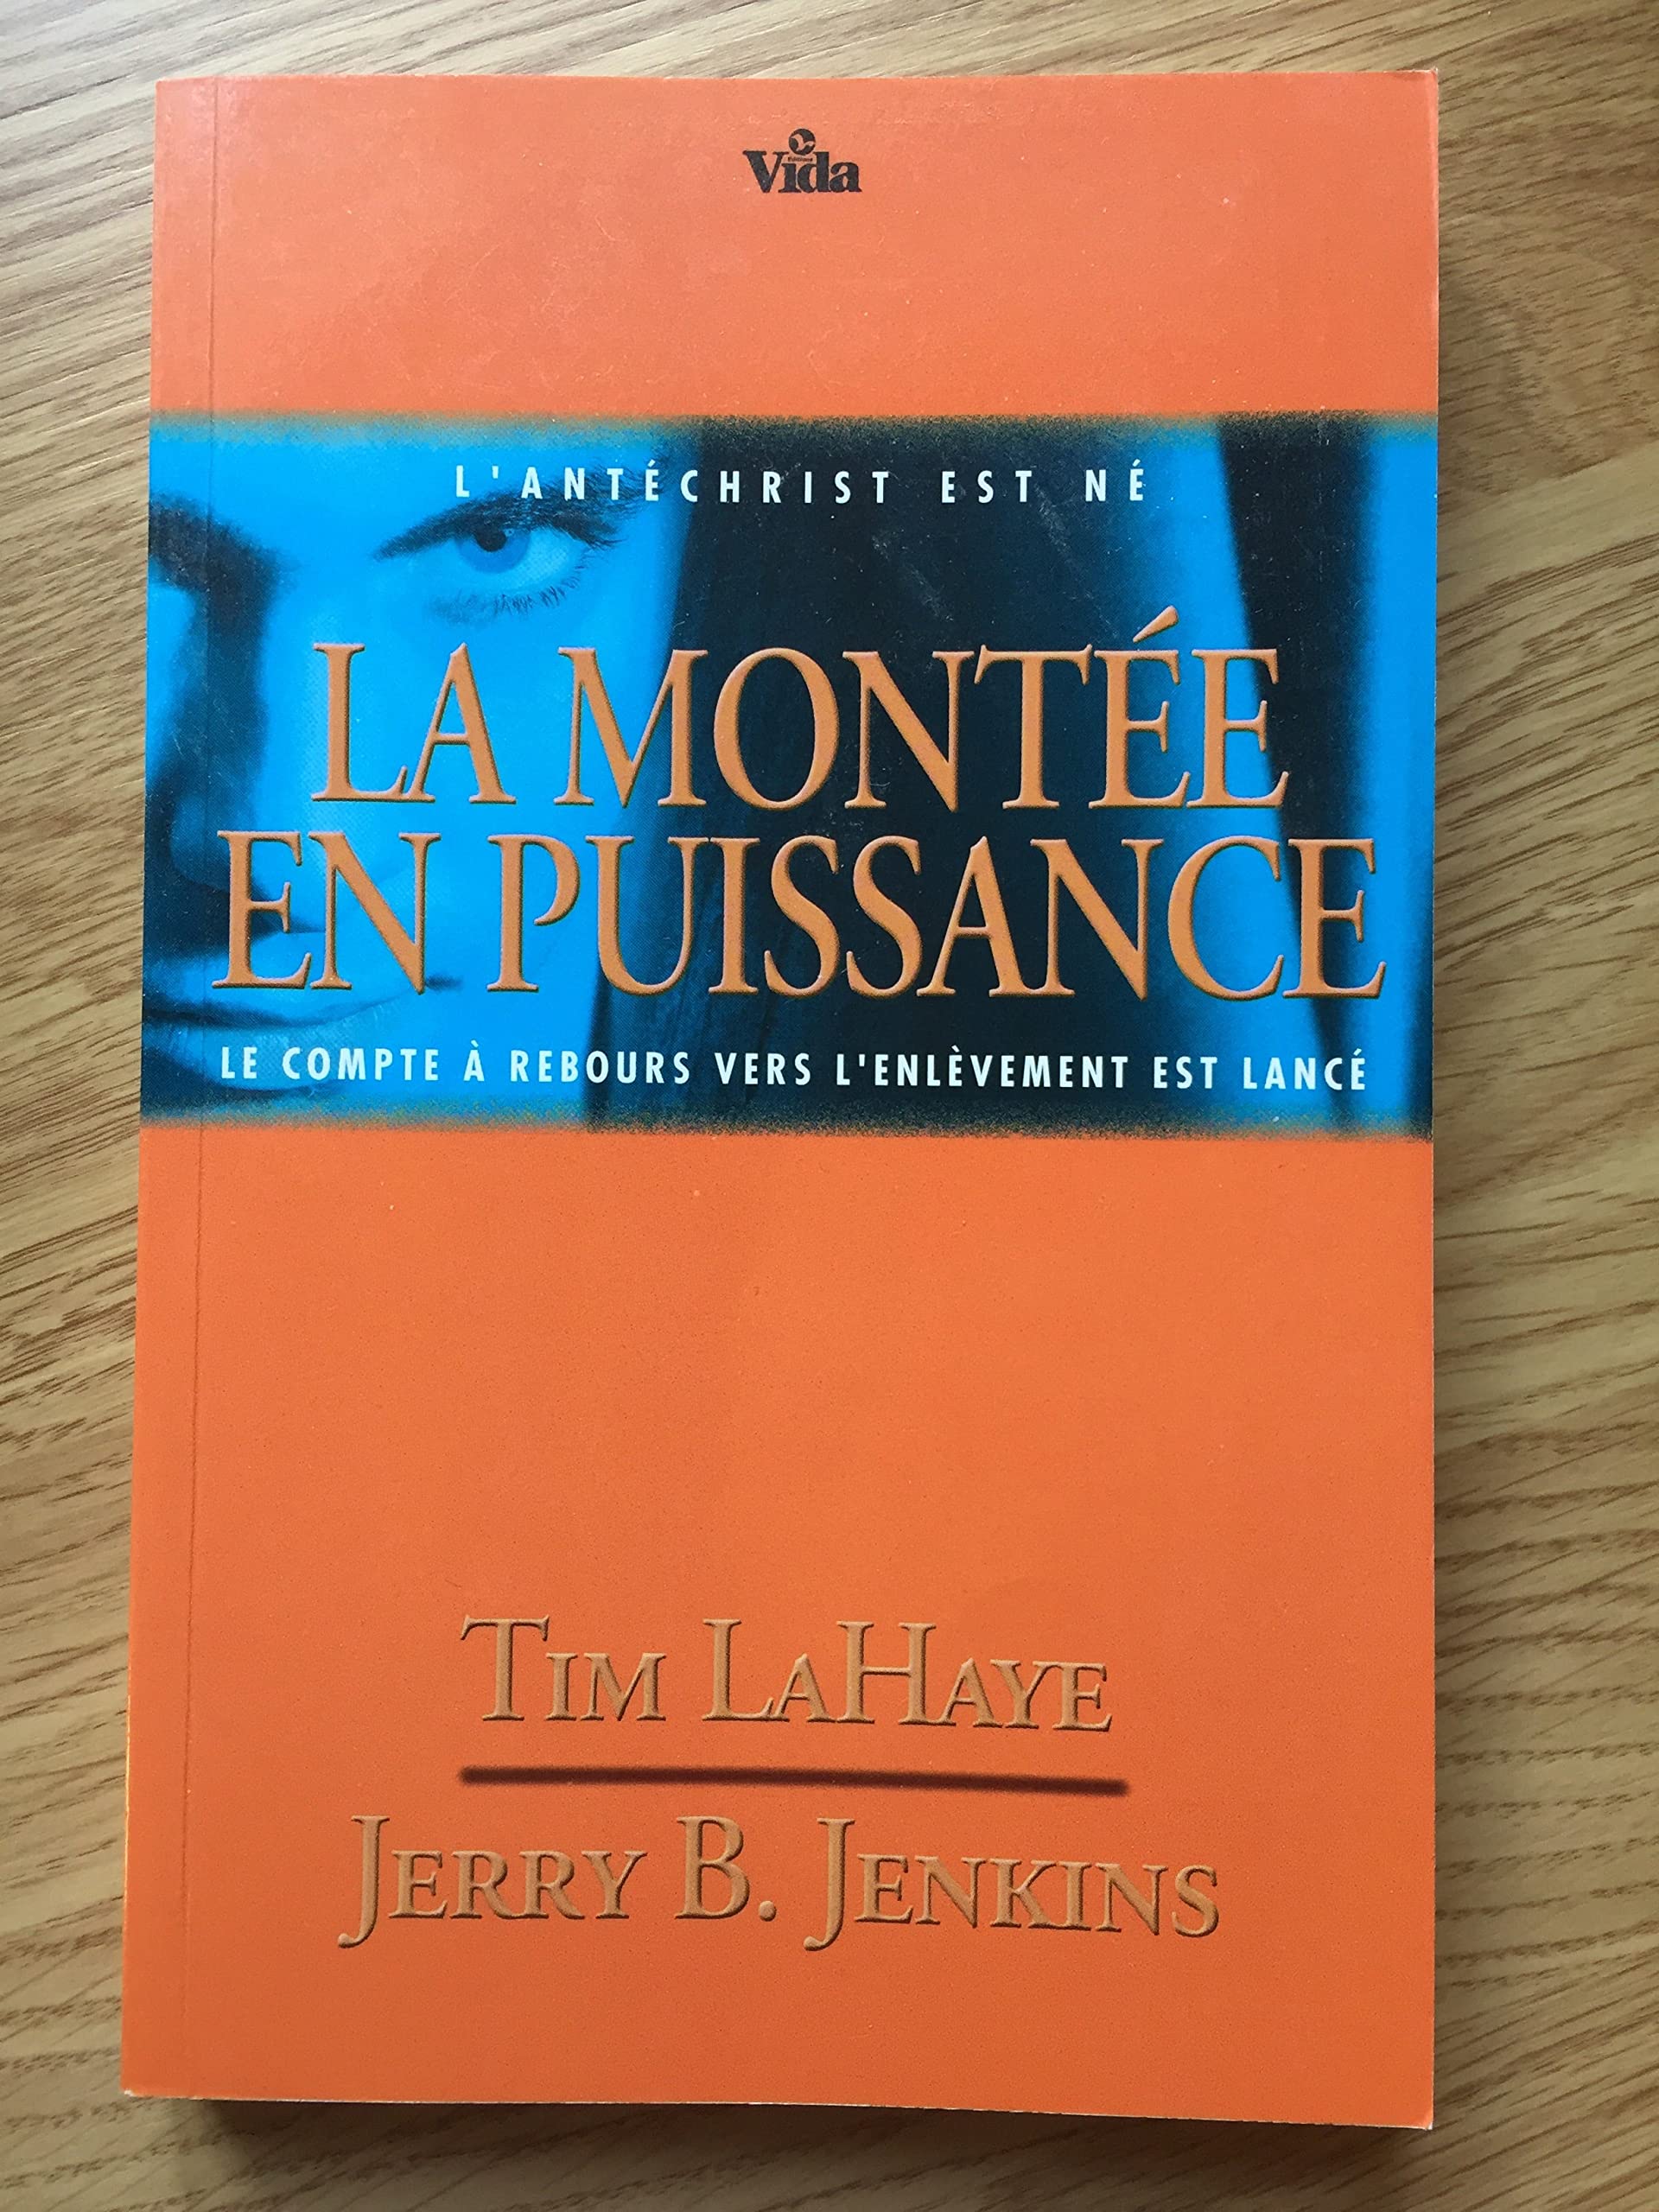 Éditions
Vida
L'ANTÉCHRIST EST NÉ
LA MONTÉE
EN PUISSANCE
LE COMPTE À REBOURS VERS L'ENLÈVEMENT EST LANCÉ
TIM LAHAYE
JERRY B. JENKINS